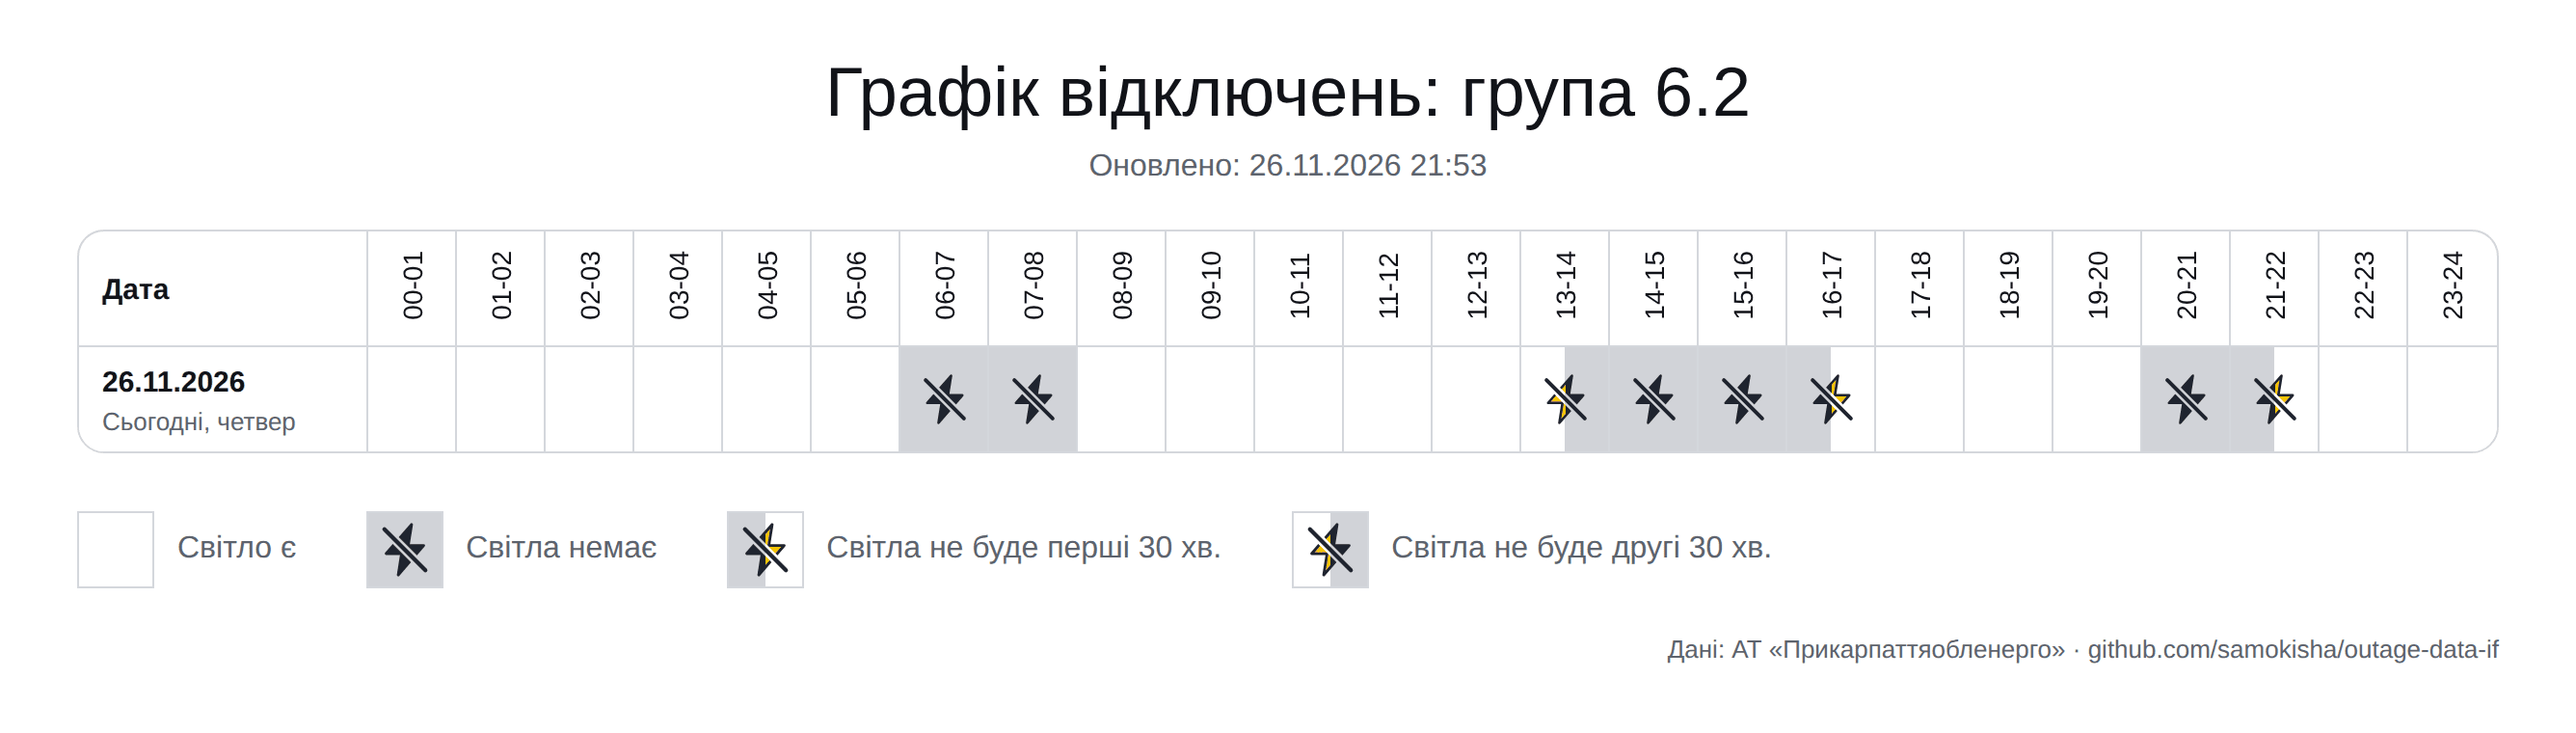 Графік відключень: група 6.2
Оновлено: 26.11.2026 21:53
Дата 00-01 01-02 02-03 03-04 04-05 05-06 06-07 07-08 08-09 09-10 10-11 11-12 12-13 13-14 14-15 15-16 16-17 17-18 18-19 19-20 20-21 21-22 22-23 23-24
26.11.2026
Сьогодні, четвер
Світло є Світла немає Світла не буде перші 30 хв. Світла не буде другі 30 хв.
Дані: АТ «Прикарпаттяобленерго» · github.com/samokisha/outage-data-if